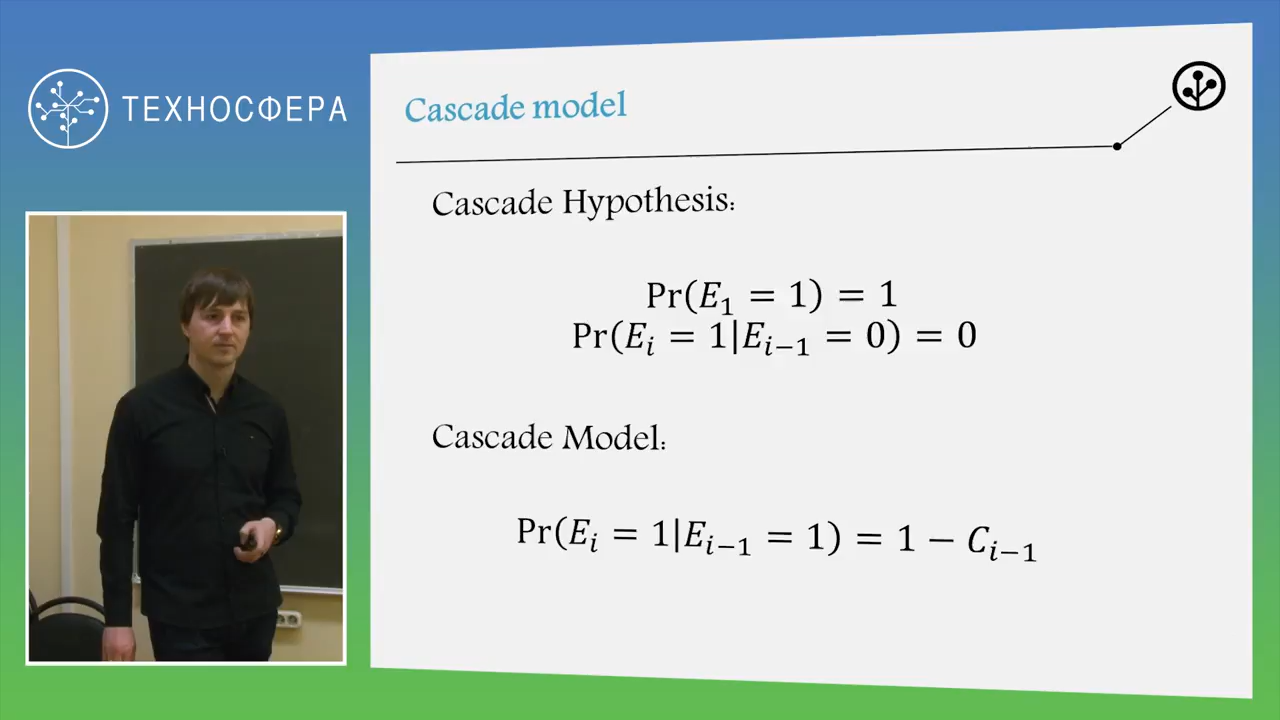 ТЕХНОСФЕРА
Cascade model
Cascade Hypothesis:
Pr(E₁ = 1) = 1
Pr(Eᵢ = 1|Eᵢ₋₁ = 0) = 0
Cascade Model:
Pr(Eᵢ = 1|Eᵢ₋₁ = 1) = 1 − Cᵢ₋₁